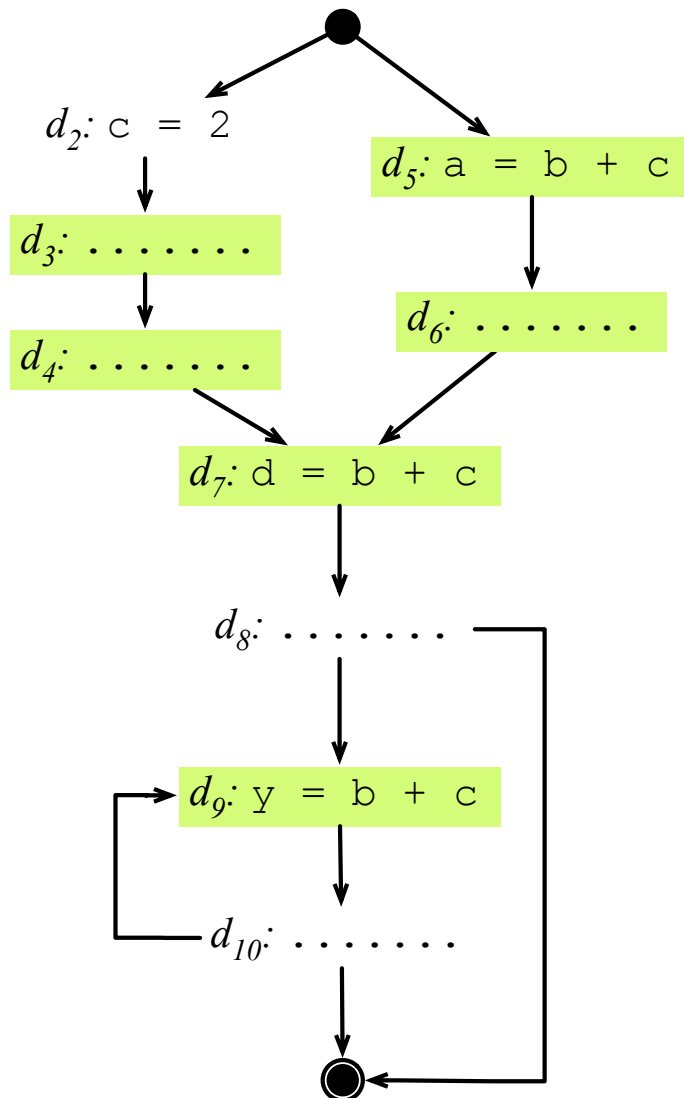 d2: c = 2
d5: a = b + c
d3: . . . . . . .
d6: . . . . . . .
d4: . . . . . . .
d7: d = b + c
d8: . . . . . . .
d9: y = b + c
d10: . . . . . . .